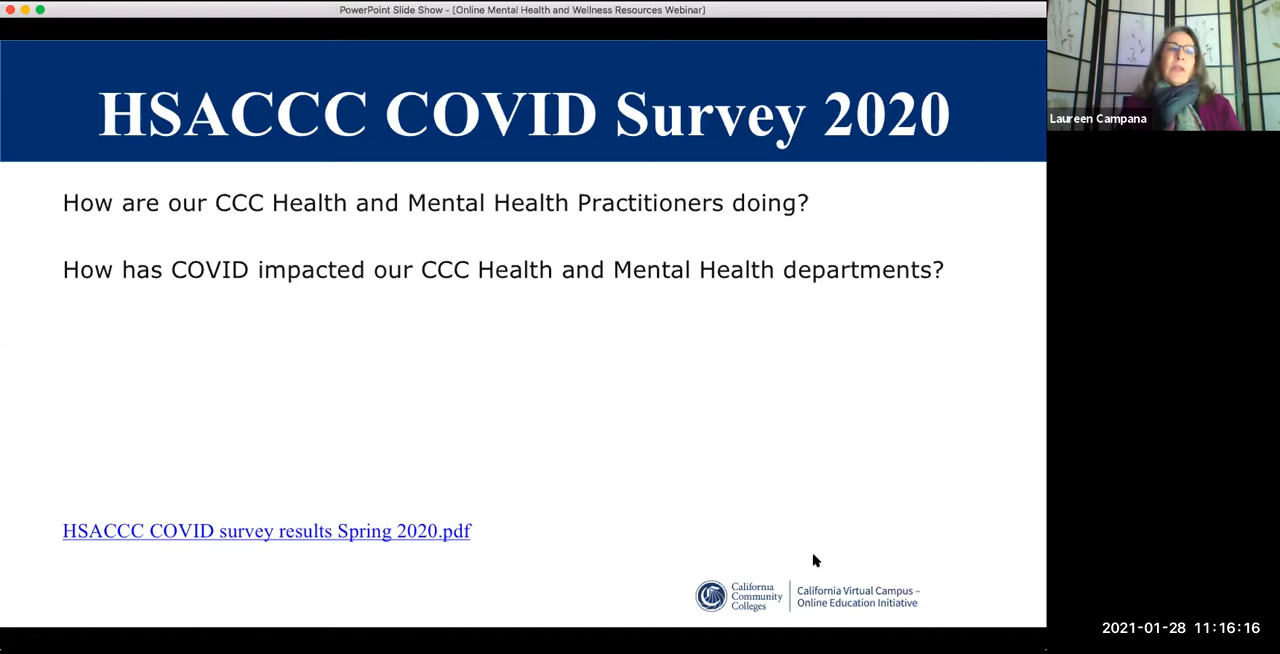 PowerPoint Slide Show - [Online Mental Health and Wellness Resources Webinar]
HSACCC COVID Survey 2020
Laureen Campana
How are our CCC Health and Mental Health Practitioners doing?
How has COVID impacted our CCC Health and Mental Health departments?
HSACCC COVID survey results Spring 2020.pdf
California
Community
Colleges
California Virtual Campus –
Online Education Initiative
2021-01-28 11:16:16